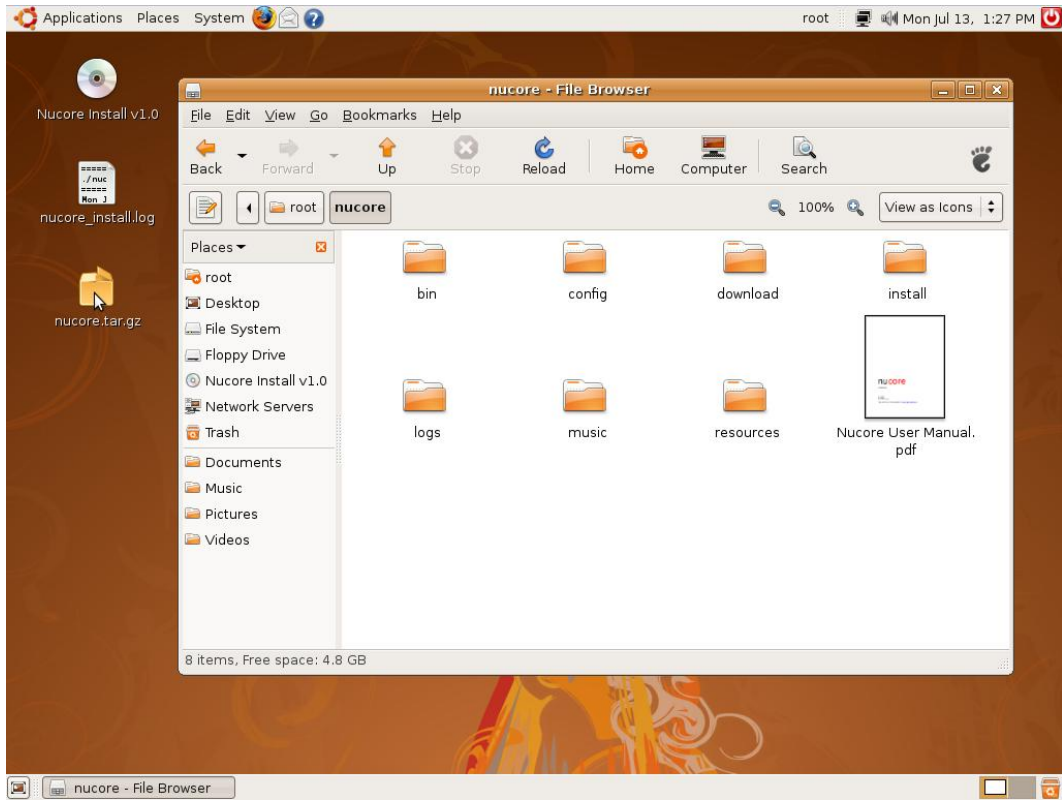 Applications Places System
root Mon Jul 13, 1:27 PM
Nucore Install v1.0
=====
./nuc
=====
Mon J
nucore_install.log
nucore.tar.gz
nucore - File Browser
File Edit View Go Bookmarks Help
Back Forward Up Stop Reload Home Computer Search
root nucore 100% View as Icons
Places
root
Desktop
File System
Floppy Drive
Nucore Install v1.0
Network Servers
Trash
Documents
Music
Pictures
Videos
bin config download install
nucore
logs music resources Nucore User Manual.
pdf
8 items, Free space: 4.8 GB
nucore - File Browser